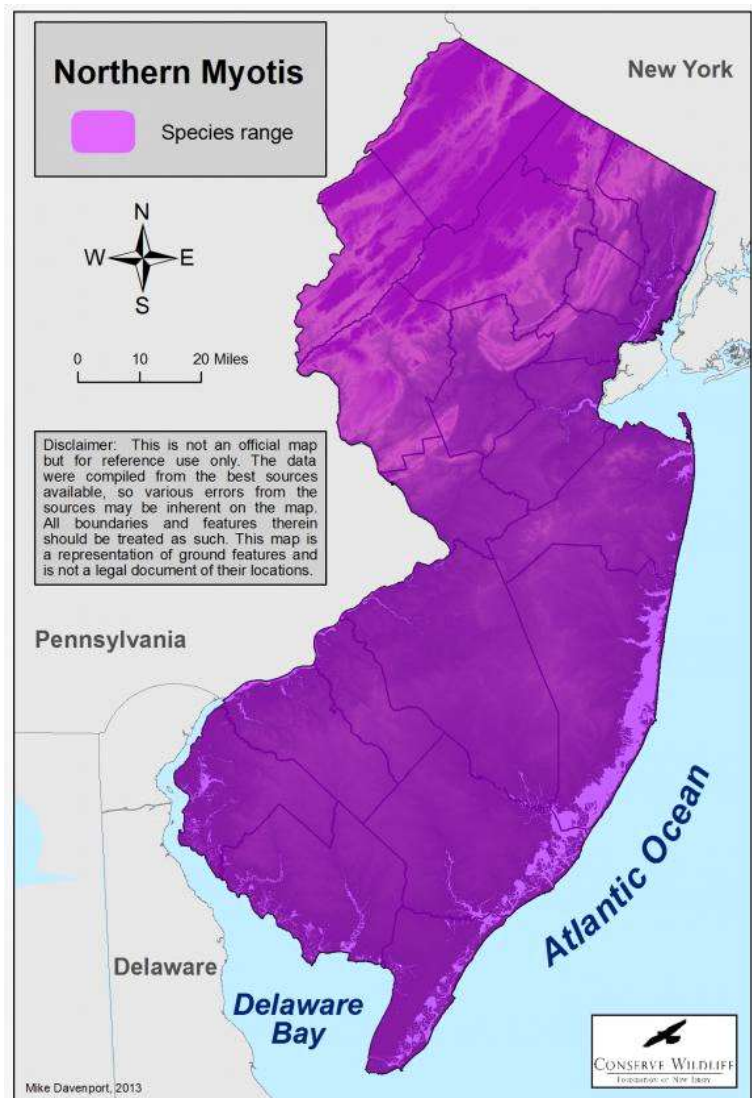 Northern Myotis
Species range
New York
N
W E
S
0 10 20 Miles
Disclaimer: This is not an official map
but for reference use only. The data
were compiled from the best sources
available, so various errors from the
sources may be inherent on the map.
All boundaries and features therein
should be treated as such. This map is
a representation of ground features and
is not a legal document of their locations.
Pennsylvania
Atlantic Ocean
Delaware
Delaware
Bay
CONSERVE WILDLIFE
FOUNDATION OF NEW JERSEY
Mike Davenport, 2013